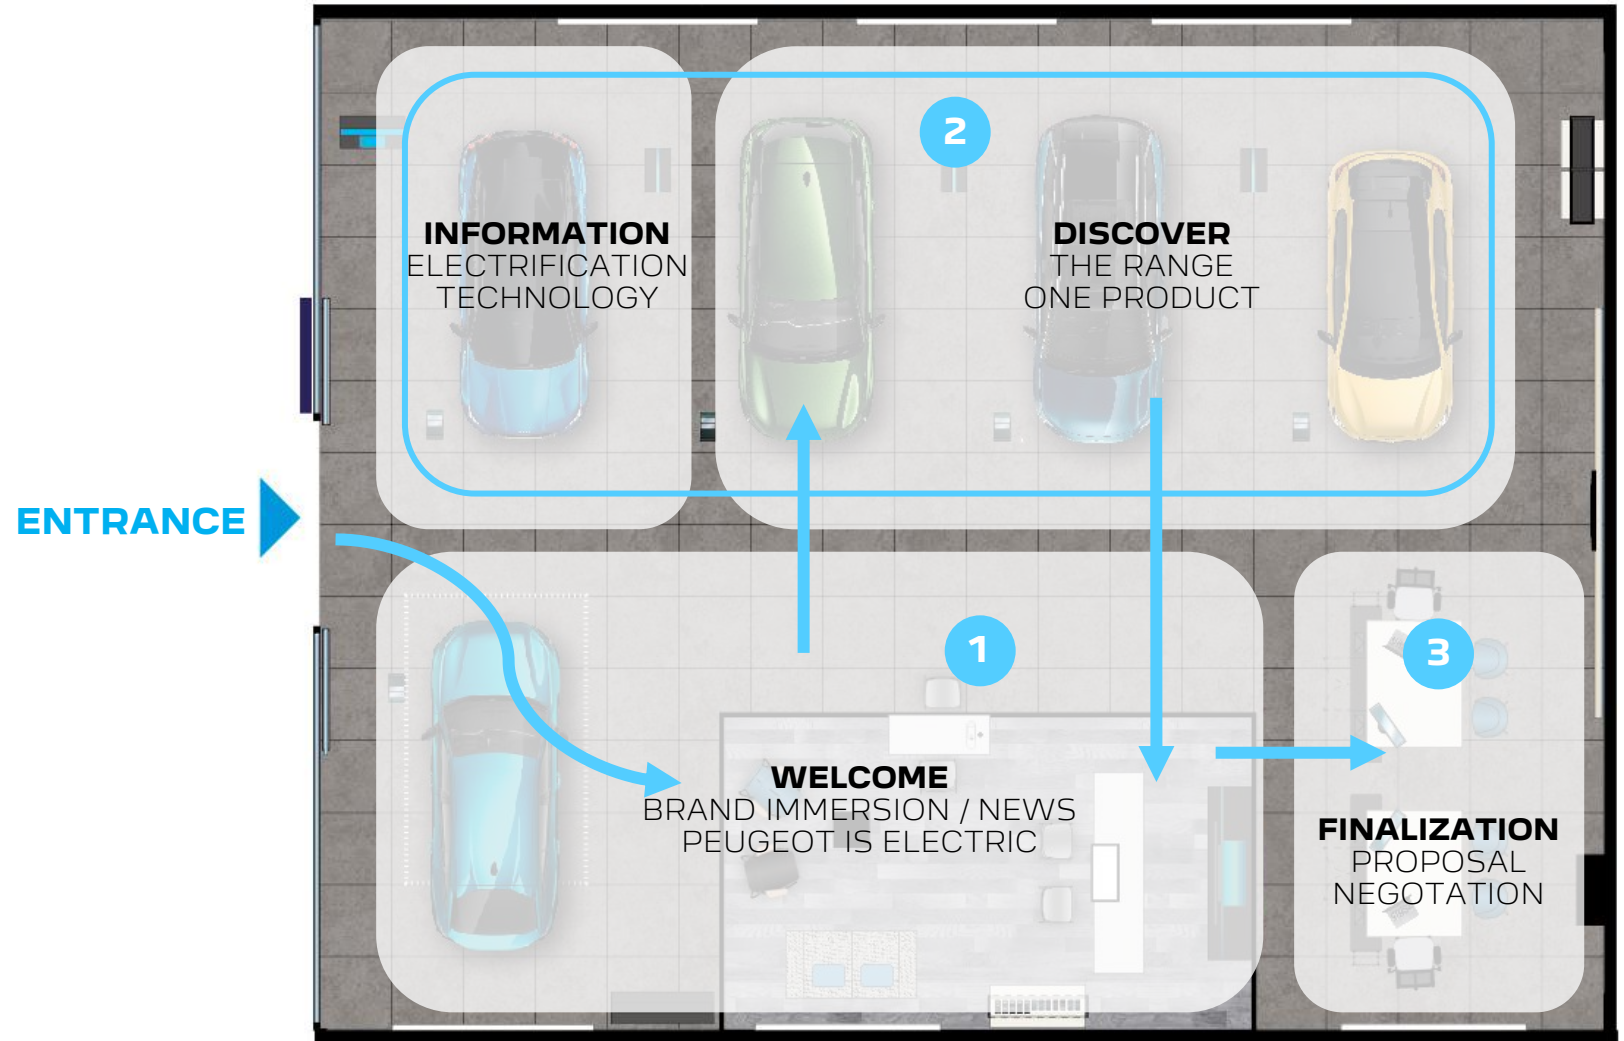 ENTRANCE
INFORMATION
ELECTRIFICATION
TECHNOLOGY
2
DISCOVER
THE RANGE
ONE PRODUCT
1
WELCOME
BRAND IMMERSION / NEWS
PEUGEOT IS ELECTRIC
3
FINALIZATION
PROPOSAL
NEGOTATION